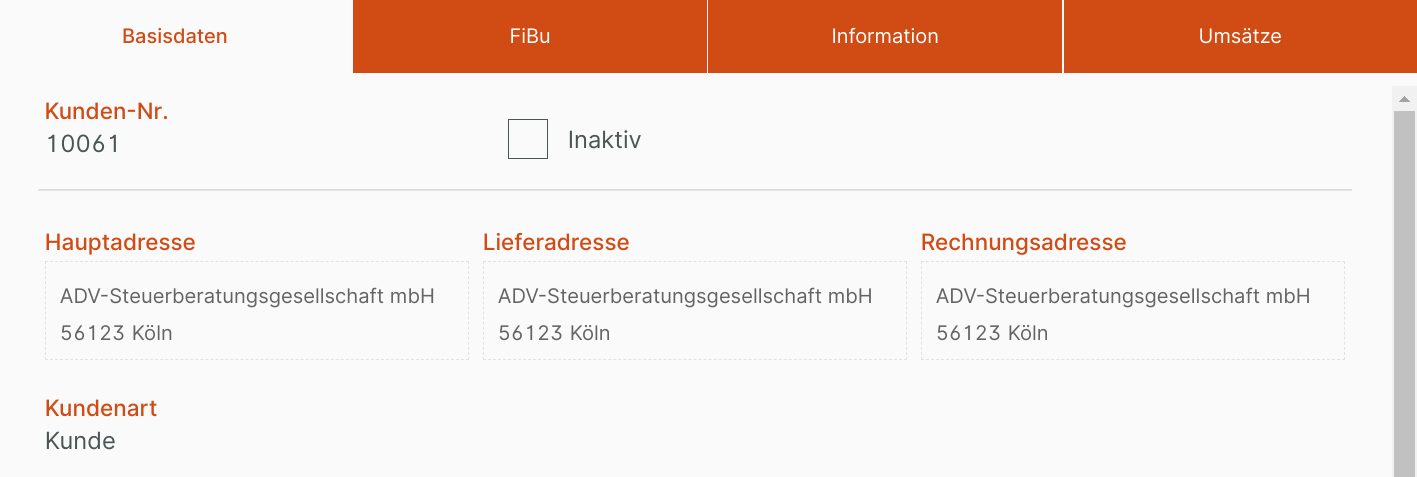 Basisdaten
FiBu
Information
Umsätze
Kunden-Nr.
10061
Inaktiv
Hauptadresse
ADV-Steuerberatungsgesellschaft mbH
56123 Köln
Lieferadresse
ADV-Steuerberatungsgesellschaft mbH
56123 Köln
Rechnungsadresse
ADV-Steuerberatungsgesellschaft mbH
56123 Köln
Kundenart
Kunde